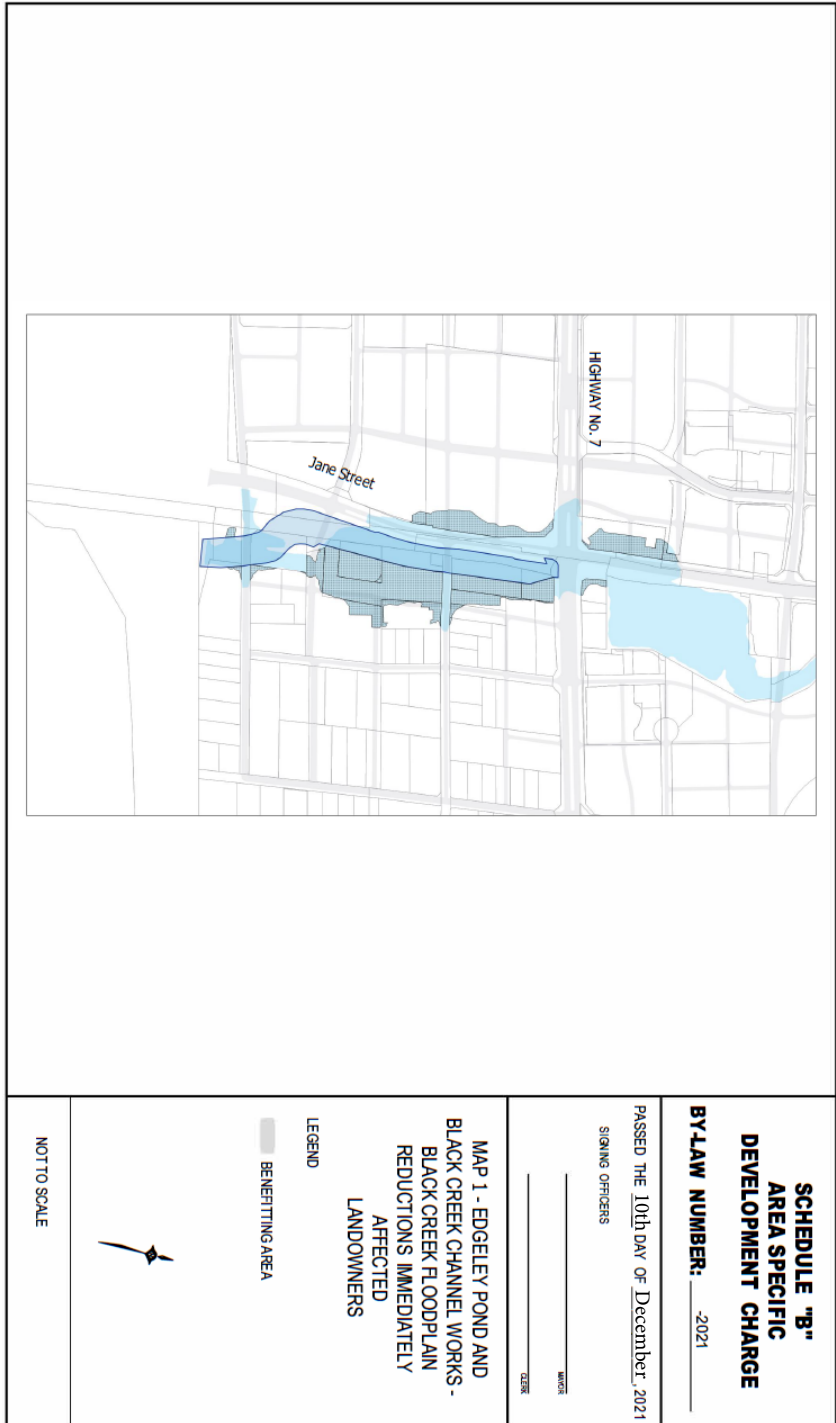 HIGHWAY No. 7
Jane Street
SCHEDULE "B"
AREA SPECIFIC
DEVELOPMENT CHARGE
BY-LAW NUMBER: -2021
PASSED THE 10th DAY OF December, 2021
SIGNING OFFICERS
MAYOR
CLERK
MAP 1 - EDGELEY POND AND
BLACK CREEK CHANNEL WORKS -
BLACK CREEK FLOODPLAIN
REDUCTIONS IMMEDIATELY
AFFECTED
LANDOWNERS
LEGEND
BENEFITTING AREA
NOT TO SCALE